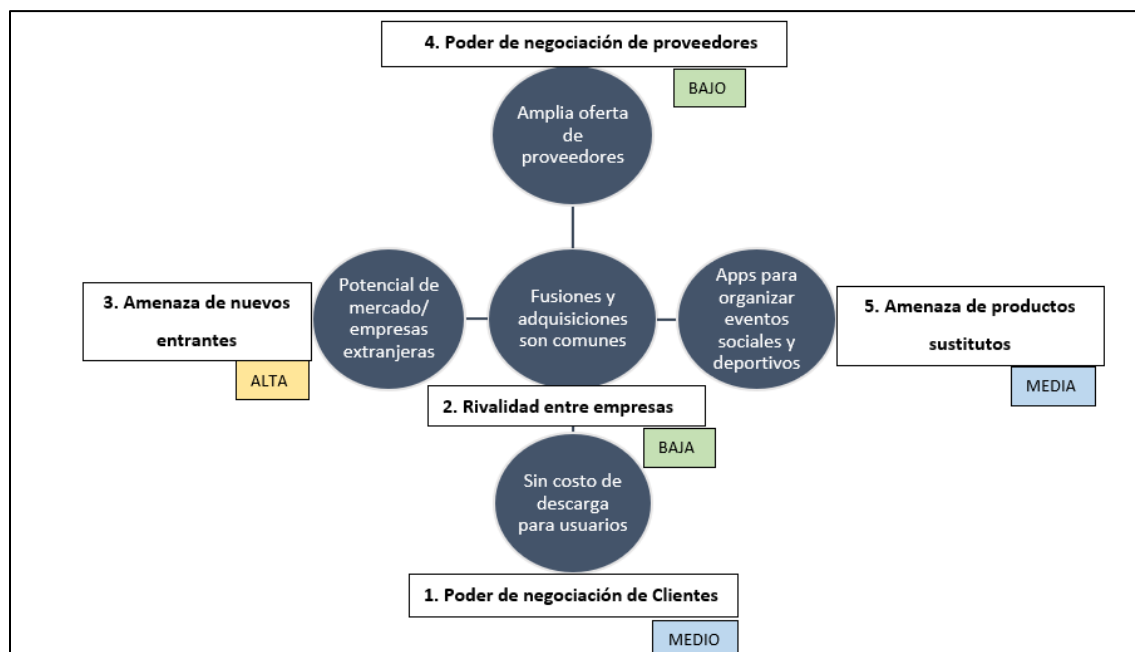 4. Poder de negociación de proveedores
BAJO
Amplia oferta
de
proveedores
3. Amenaza de nuevos
entrantes
ALTA
Potencial de
mercado/
empresas
extranjeras
Fusiones y
adquisiciones
son comunes
Apps para
organizar
eventos
sociales y
deportivos
5. Amenaza de productos
sustitutos
MEDIA
2. Rivalidad entre empresas
BAJA
Sin costo de
descarga
para usuarios
1. Poder de negociación de Clientes
MEDIO